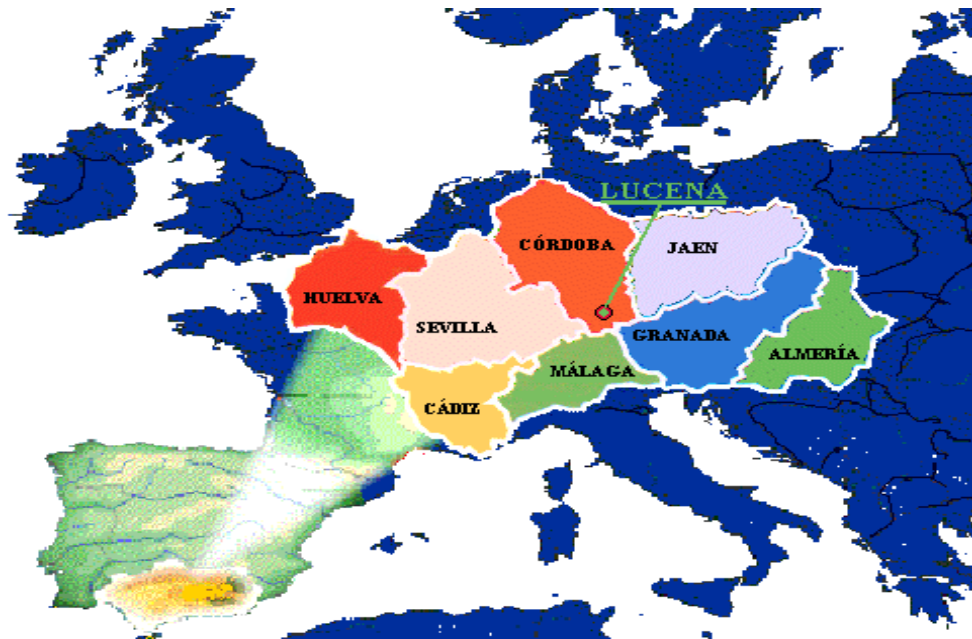 LUCENA
CÓRDOBA
JAEN
HUELVA
SEVILLA
GRANADA
ALMERÍA
MÁLAGA
CÁDIZ